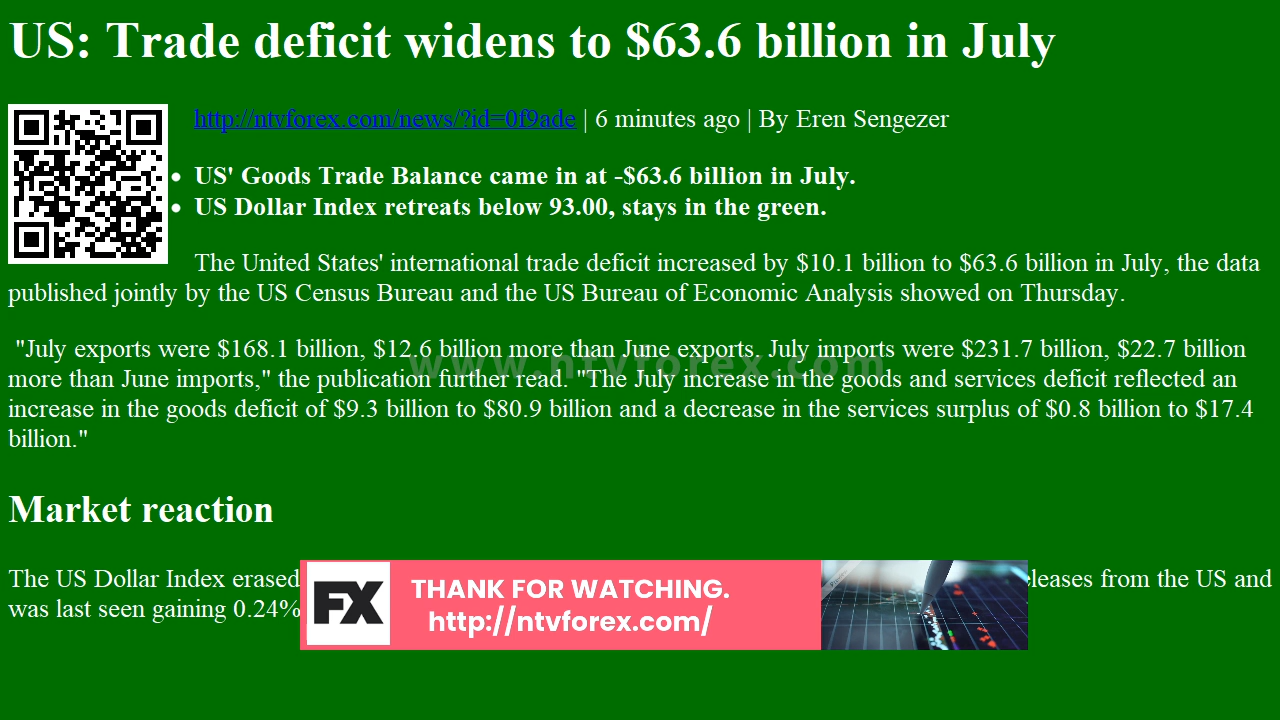 US: Trade deficit widens to $63.6 billion in July
http://ntvforex.com/news/?id=0f9ade | 6 minutes ago | By Eren Sengezer
• US' Goods Trade Balance came in at -$63.6 billion in July.
• US Dollar Index retreats below 93.00, stays in the green.
The United States' international trade deficit increased by $10.1 billion to $63.6 billion in July, the data
published jointly by the US Census Bureau and the US Bureau of Economic Analysis showed on Thursday.
"July exports were $168.1 billion, $12.6 billion more than June exports. July imports were $231.7 billion, $22.7 billion
www.ntvforex.com
more than June imports," the publication further read. "The July increase in the goods and services deficit reflected an
increase in the goods deficit of $9.3 billion to $80.9 billion and a decrease in the services surplus of $0.8 billion to $17.4
billion."
Market reaction
The US Dollar Index erased eleases from the US and
was last seen gaining 0.24%
FX
THANK FOR WATCHING.
http://ntvforex.com/